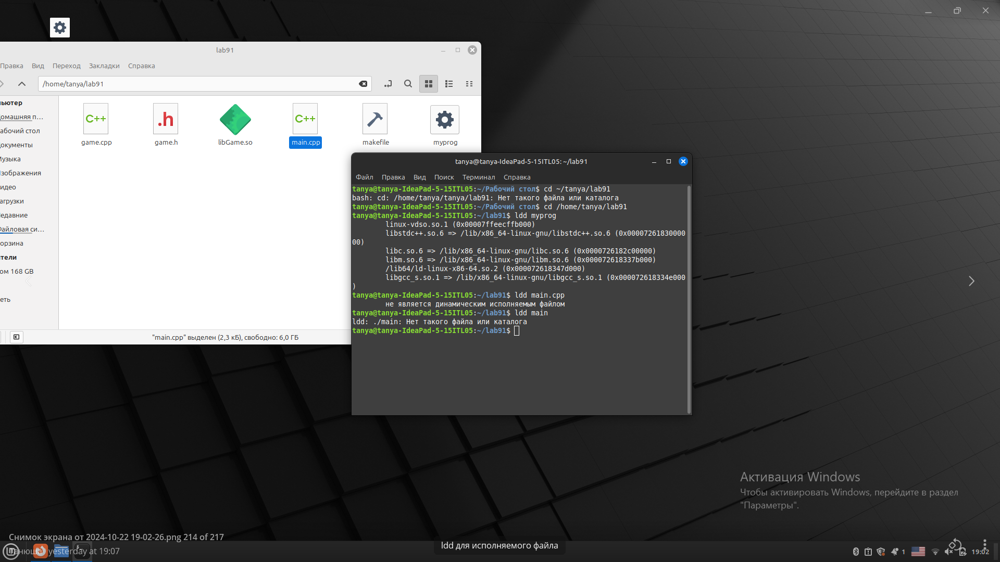 lab91
Правка Вид Переход Закладки Справка
/home/tanya/lab91
ьютер
омашняя п...
абочий стол
окументы
узыка
зображения
идео
агрузки
едавние
айловая си...
орзина
тели
ом 168 GB
еть
C++
.h
C++
game.cpp
game.h
libGame.so
main.cpp
makefile
myprog
"main.cpp" выделен (2,3 кБ), свободно: 6,0 ГБ
tanya@tanya-IdeaPad-5-15ITL05: ~/lab91
Файл Правка Вид Поиск Терминал Справка
tanya@tanya-IdeaPad-5-15ITL05:~/Рабочий стол$ cd ~/tanya/lab91
bash: cd: /home/tanya/tanya/lab91: Нет такого файла или каталога
tanya@tanya-IdeaPad-5-15ITL05:~/Рабочий стол$ cd /home/tanya/lab91
tanya@tanya-IdeaPad-5-15ITL05:~/lab91$ ldd myprog
linux-vdso.so.1 (0x00007ffeecffb000)
libstdc++.so.6 => /lib/x86_64-linux-gnu/libstdc++.so.6 (0x00007261830000
00)
libc.so.6 => /lib/x86_64-linux-gnu/libc.so.6 (0x0000726182c00000)
libm.so.6 => /lib/x86_64-linux-gnu/libm.so.6 (0x000072618337b000)
/lib64/ld-linux-x86-64.so.2 (0x000072618347d000)
libgcc_s.so.1 => /lib/x86_64-linux-gnu/libgcc_s.so.1 (0x000072618334e000
)
tanya@tanya-IdeaPad-5-15ITL05:~/lab91$ ldd main.cpp
не является динамическим исполняемым файлом
tanya@tanya-IdeaPad-5-15ITL05:~/lab91$ ldd main
ldd: ./main: Нет такого файла или каталога
tanya@tanya-IdeaPad-5-15ITL05:~/lab91$
Активация Windows
Чтобы активировать Windows, перейдите в раздел
"Параметры".
Снимок экрана от 2024-10-22 19-02-26.png 214 of 217
Танюша yesterday at 19:07
ldd для исполняемого файла
1
19:02